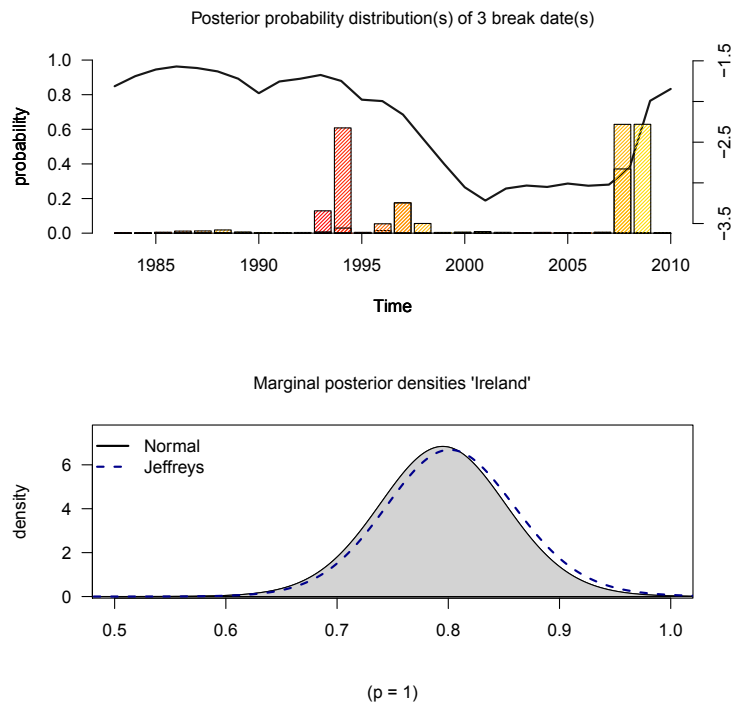 Posterior probability distribution(s) of 3 break date(s)
probability
1.0
0.8
0.6
0.4
0.2
0.0
−1.5
−2.5
−3.5
1985 1990 1995 2000 2005 2010
Time
Marginal posterior densities 'Ireland'
density
6
4
2
0
Normal
Jeffreys
0.5 0.6 0.7 0.8 0.9 1.0
(p = 1)